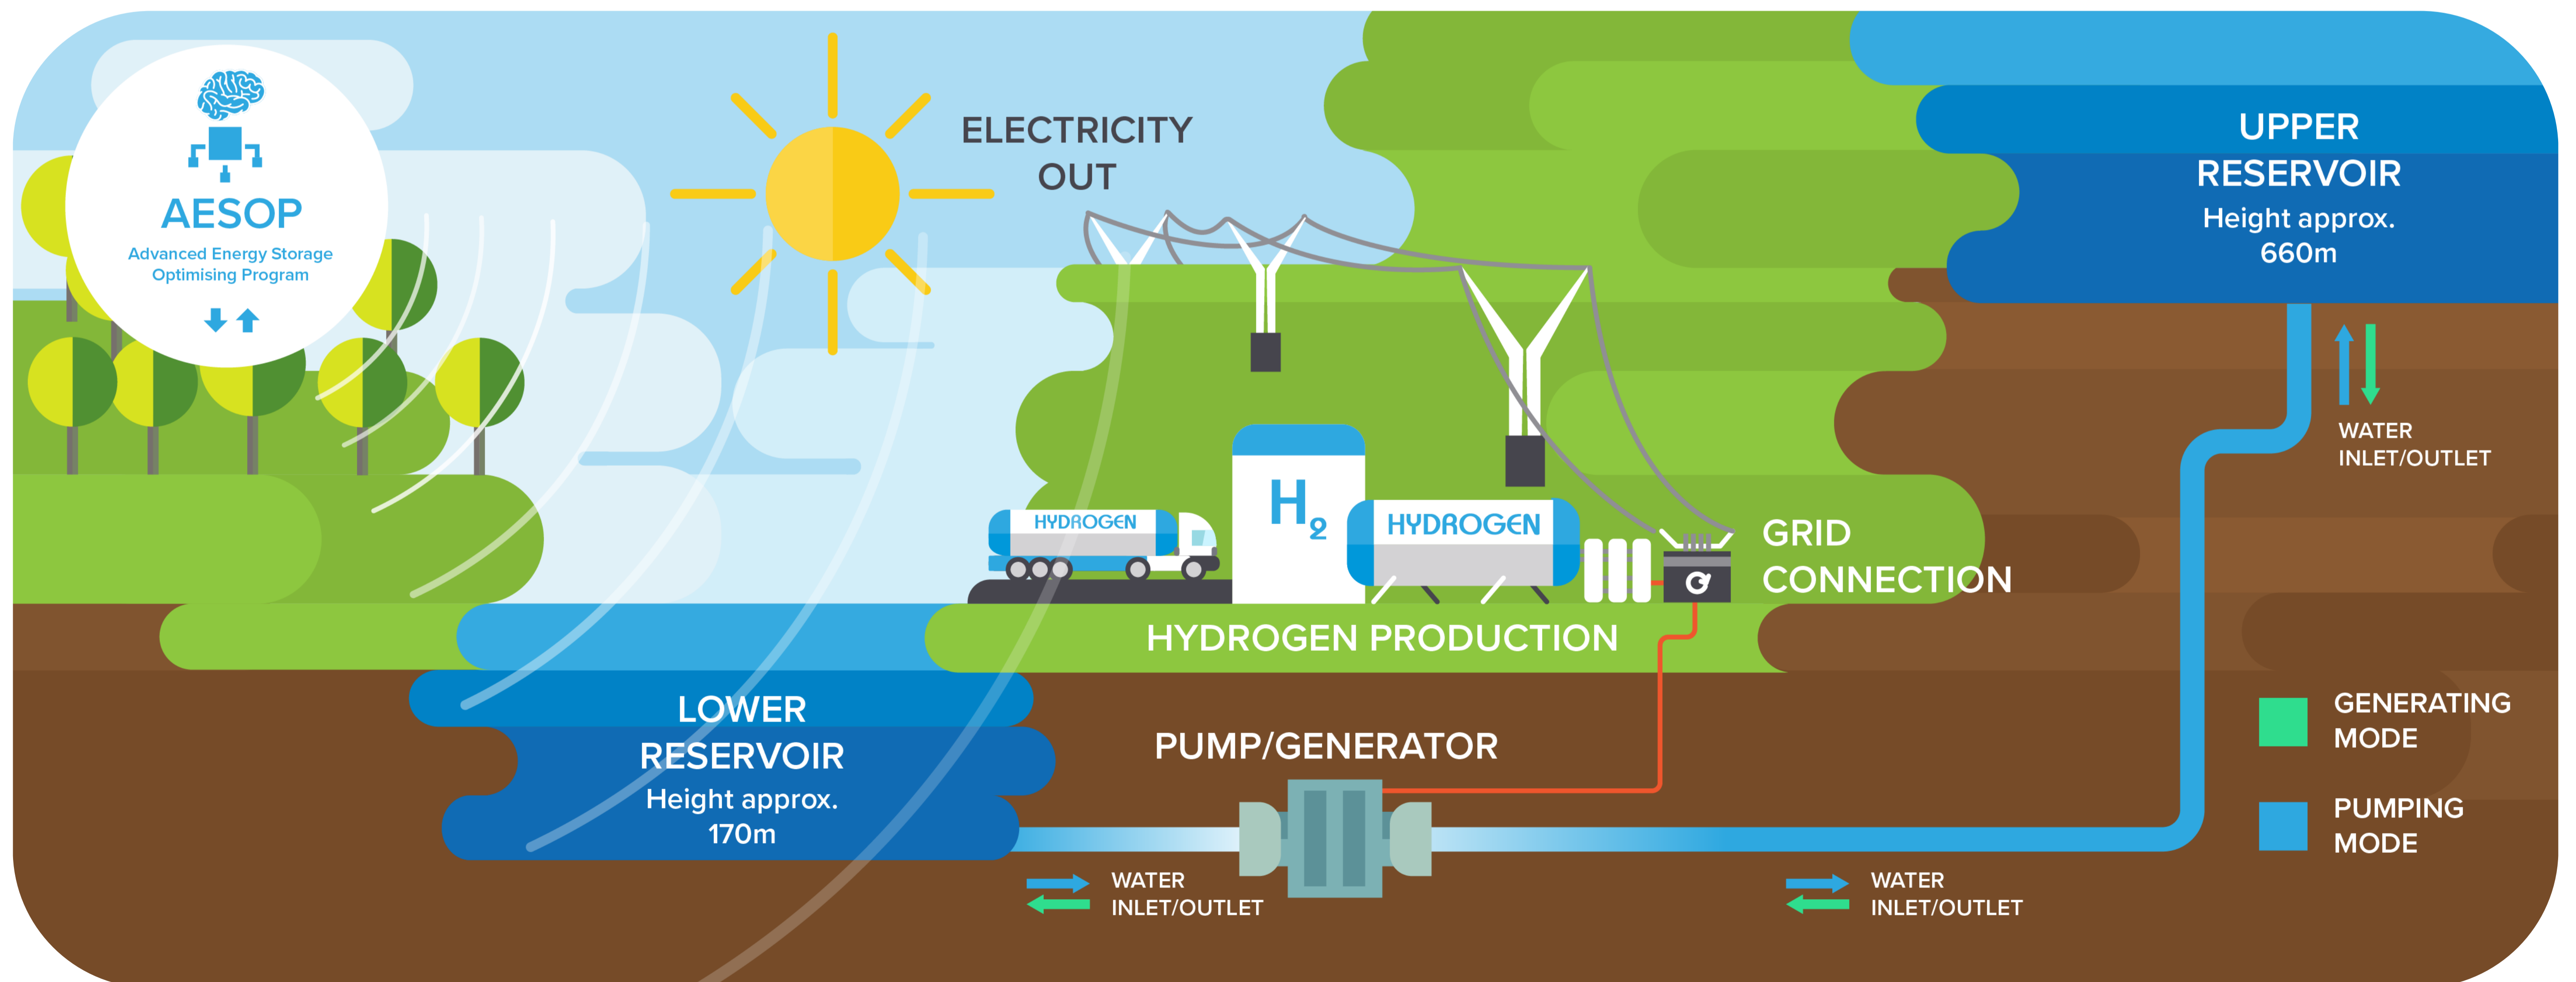 AESOP
Advanced Energy Storage
Optimising Program
ELECTRICITY
OUT
UPPER
RESERVOIR
Height approx.
660m
WATER
INLET/OUTLET
HYDROGEN
H2
HYDROGEN
GRID
CONNECTION
HYDROGEN PRODUCTION
LOWER
RESERVOIR
Height approx.
170m
PUMP/GENERATOR
WATER
INLET/OUTLET
WATER
INLET/OUTLET
GENERATING
MODE
PUMPING
MODE